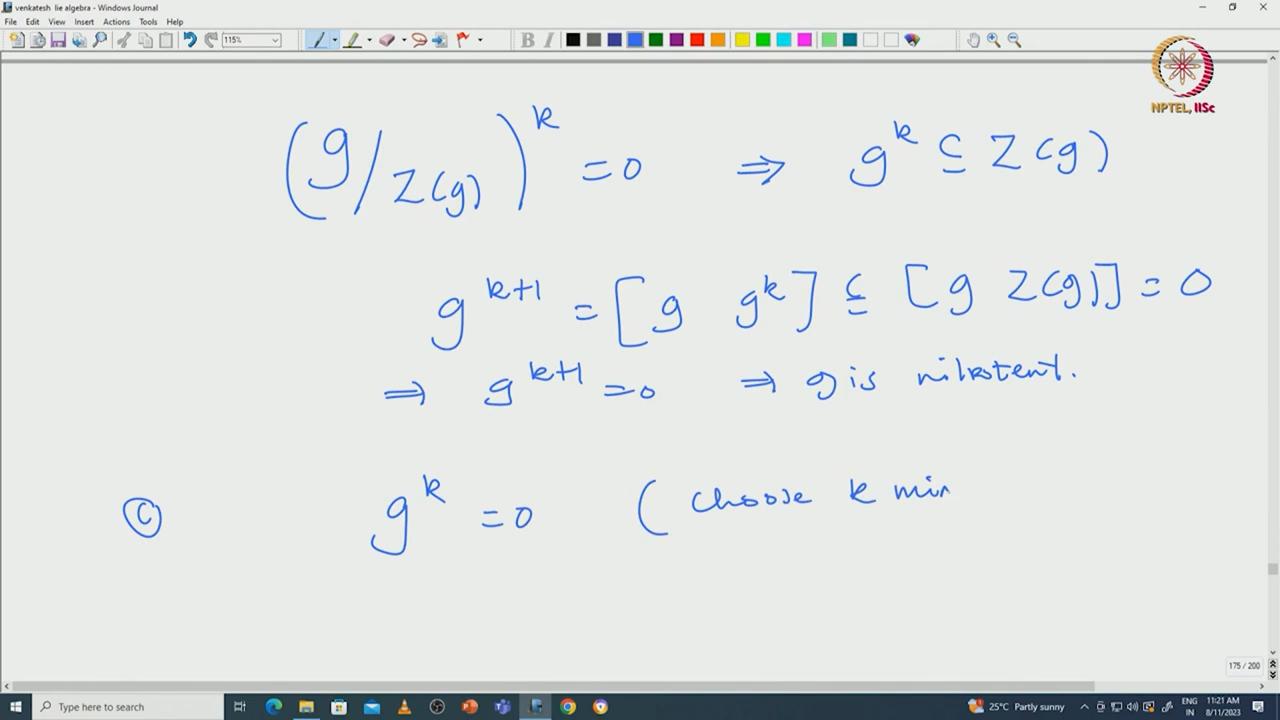 venkatesh lie algebra - Windows Journal
File Edit View Insert Actions Tools Help
115%
B I
NPTEL, IISc
(g/Z(g))^k = 0 ⇒ g^k ⊆ Z(g)
g^{k+1} = [g g^k] ⊆ [g Z(g)] = 0
⇒ g^{k+1} = 0 ⇒ g is nilpotent.
(c) g^k = 0 ( choose k min
175 / 200
Type here to search
25°C Partly sunny
ENG
IN
11:21 AM
8/11/2023